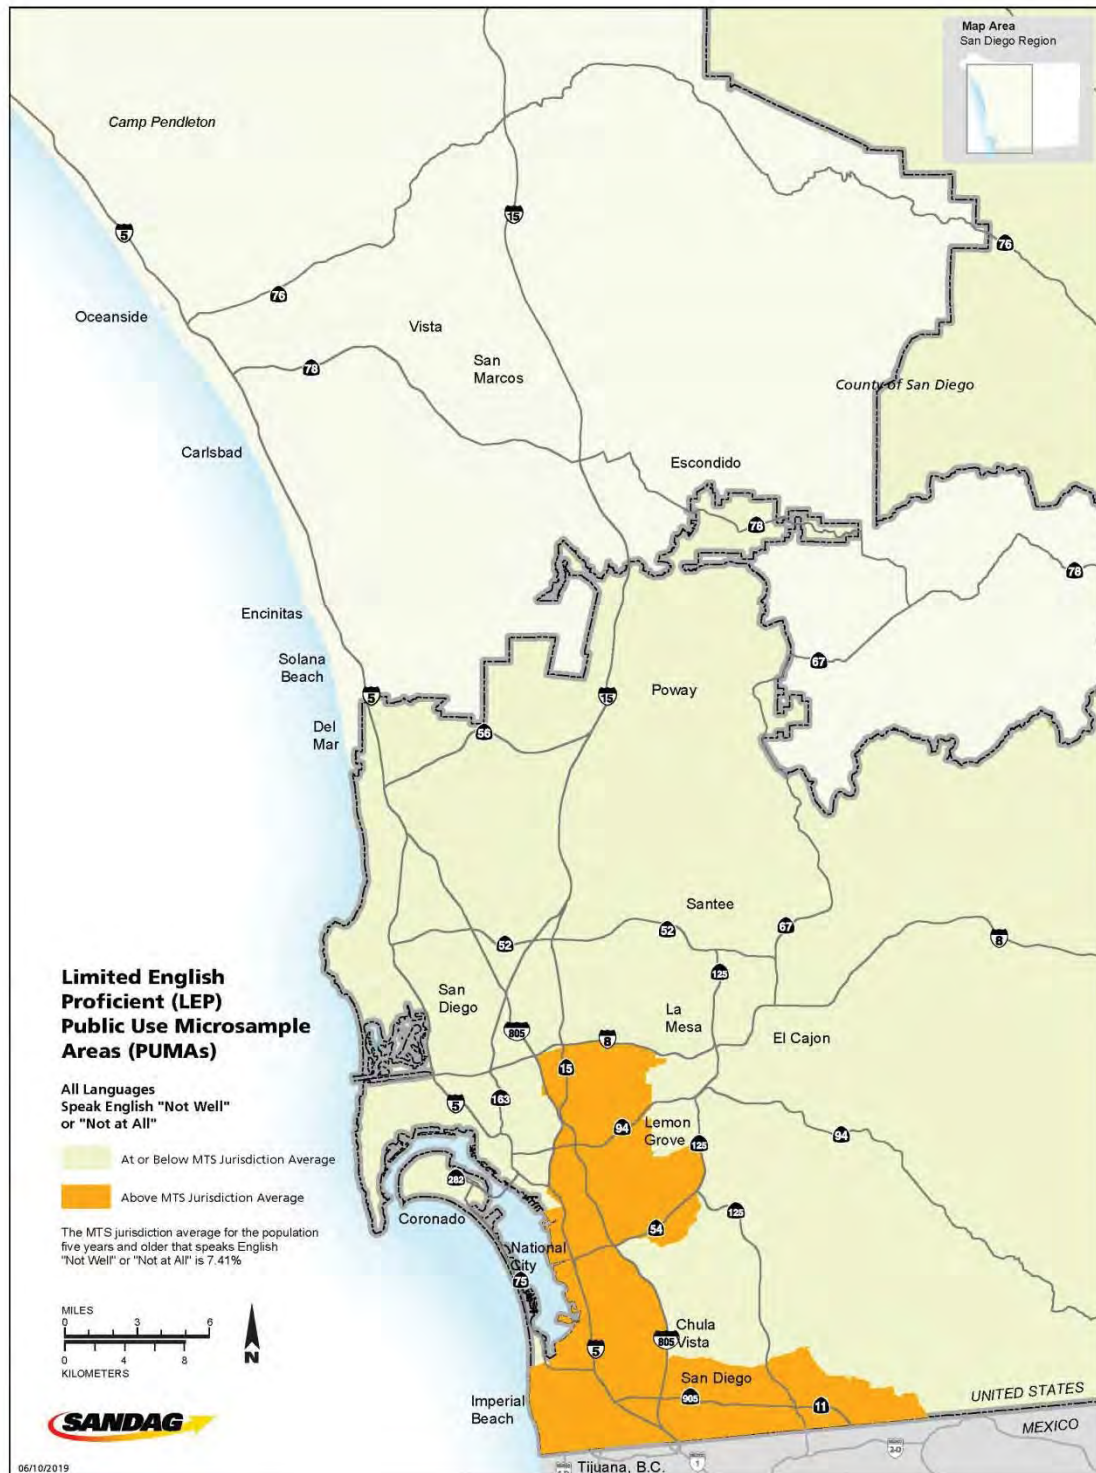 Map Area
San Diego Region
Camp Pendleton
15
5
76
76
Oceanside
Vista
San
Marcos
78
County of San Diego
Carlsbad
Escondido
78
78
Encinitas
Solana
Beach
67
5
15
Poway
Del
Mar
56
Santee
67
52
52
8
125
San
Diego
La
Mesa
805
8
El Cajon
15
5
163
94
Lemon
Grove
125
94
282
Coronado
54
125
National
City
75
Chula
Vista
805
5
San Diego
905
11
Imperial
Beach
UNITED STATES
MEXICO
Tijuana, B.C.
1
2-D
Limited English
Proficient (LEP)
Public Use Microsample
Areas (PUMAs)
All Languages
Speak English "Not Well"
or "Not at All"
At or Below MTS Jurisdiction Average
Above MTS Jurisdiction Average
The MTS jurisdiction average for the population
five years and older that speaks English
"Not Well" or "Not at All" is 7.41%
MILES
0 3 6
0 4 8
KILOMETERS
N
SANDAG
06/10/2019